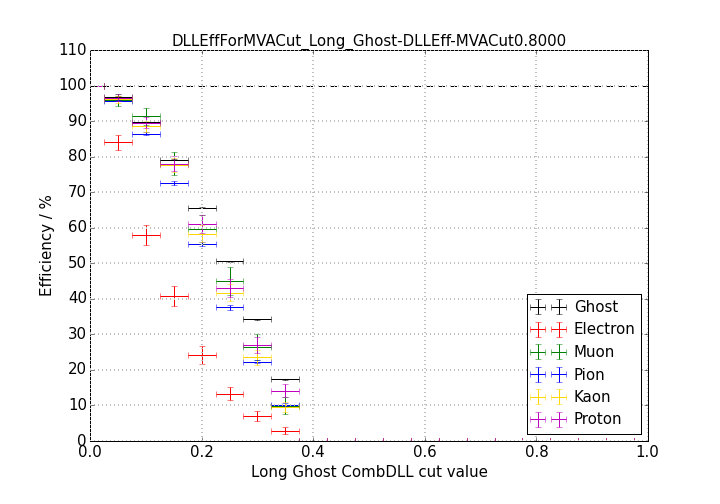 DLLEffForMVACut_Long_Ghost-DLLEff-MVACut0.8000
110
100
90
80
70
60
50
40
30
20
10
0
Efficiency / %
0.0 0.2 0.4 0.6 0.8 1.0
Long Ghost CombDLL cut value
Ghost
Electron
Muon
Pion
Kaon
Proton